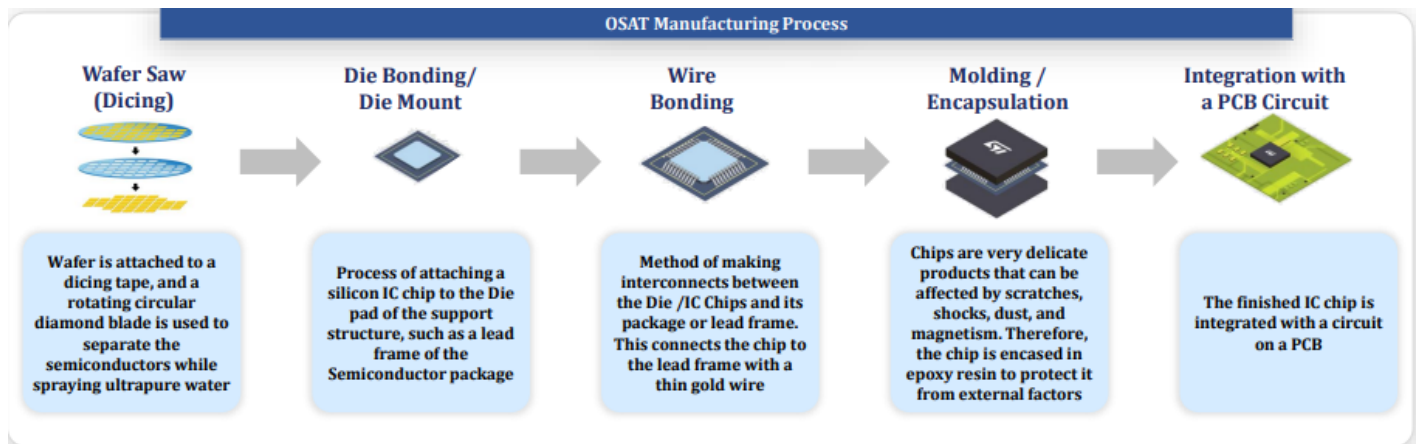 OSAT Manufacturing Process
Wafer Saw
(Dicing)
Die Bonding/
Die Mount
Wire
Bonding
Molding /
Encapsulation
Integration with
a PCB Circuit
Wafer is attached to a
dicing tape, and a
rotating circular
diamond blade is used to
separate the
semiconductors while
spraying ultrapure water
Process of attaching a
silicon IC chip to the Die
pad of the support
structure, such as a lead
frame of the
Semiconductor package
Method of making
interconnects between
the Die /IC Chips and its
package or lead frame.
This connects the chip to
the lead frame with a
thin gold wire
Chips are very delicate
products that can be
affected by scratches,
shocks, dust, and
magnetism. Therefore,
the chip is encased in
epoxy resin to protect it
from external factors
The finished IC chip is
integrated with a circuit
on a PCB